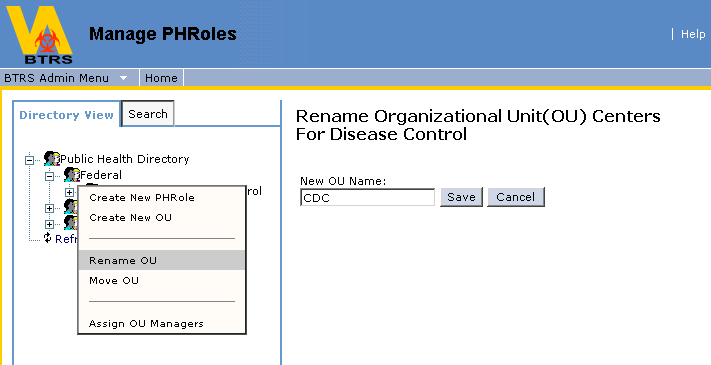 VA
BTRS
Manage PHRoles
| Help
BTRS Admin Menu
Home
Directory View
Search
Public Health Directory
Federal
rol
Create New PHRole
Create New OU
Rename OU
Move OU
Assign OU Managers
Refr
Rename Organizational Unit(OU) Centers
For Disease Control
New OU Name:
CDC Save Cancel